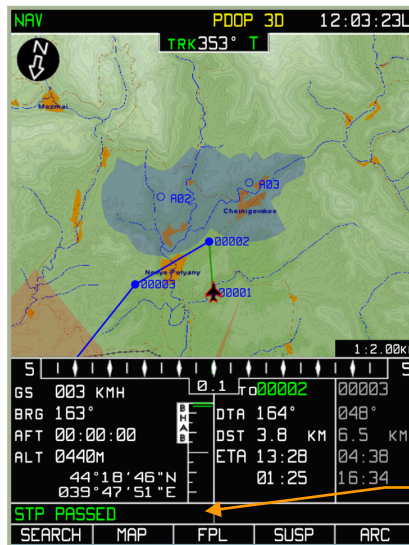 NAV PDOP 3D 12:03:23L
TRK353° T
N
Mezmai
A02
A03
Chernigovskoe
00002
Novye Polyany
00003
00001
1:2.00k
5
GS 003 KMH
0.1
TO00002 00003
BRG 163°
BHAB
DTA 164° 048°
AFT 00:00:00
DST 3.8 KM 6.5 KM
ALT 0440M
ETA 13:28 04:38
44°18'46"N
01:25 16:34
039°47'51"E
STP PASSED
SEARCH MAP FPL SUSP ARC